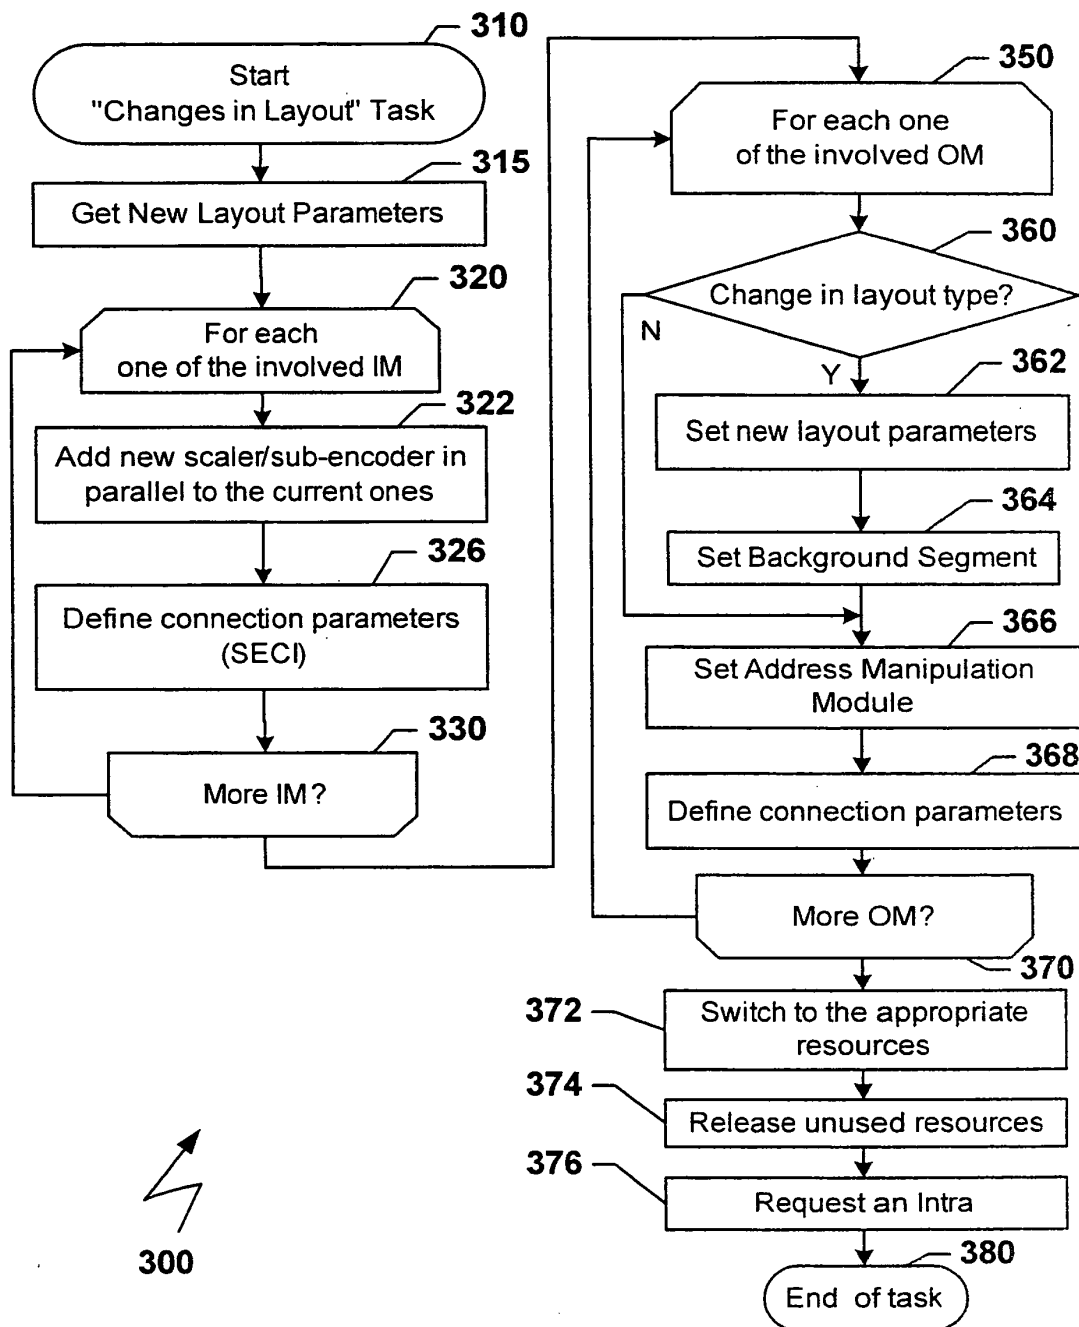 310
Start
"Changes in Layout" Task
315
Get New Layout Parameters
320
For each
one of the involved IM
322
Add new scaler/sub-encoder in
parallel to the current ones
326
Define connection parameters
(SECI)
330
More IM?
350
For each one
of the involved OM
360
Change in layout type?
N
Y
362
Set new layout parameters
364
Set Background Segment
366
Set Address Manipulation
Module
368
Define connection parameters
More OM?
370
372
Switch to the appropriate
resources
374
Release unused resources
376
Request an Intra
380
End of task
300